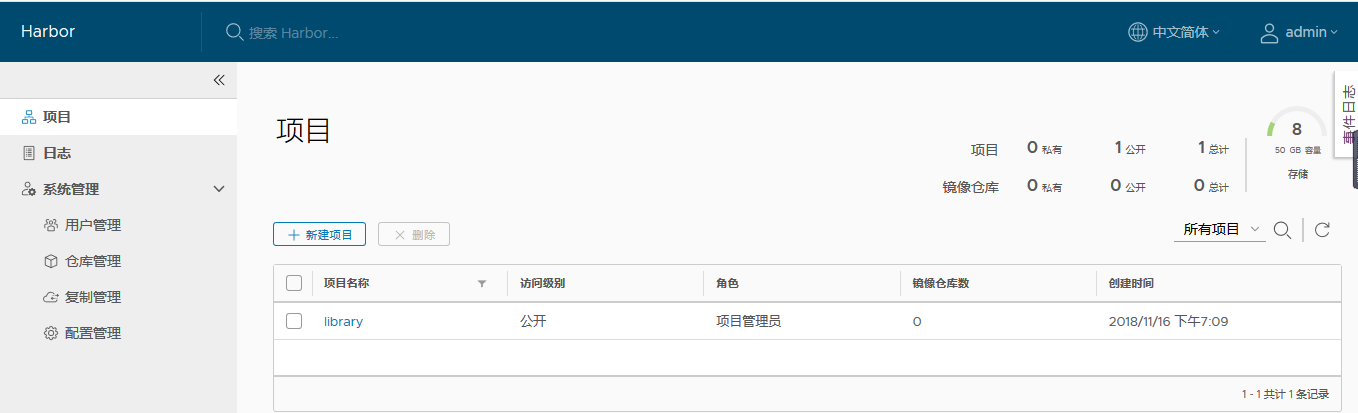 Harbor 搜索 Harbor... 中文简体 admin
项目
日志
系统管理
用户管理
仓库管理
复制管理
配置管理
项目
项目 0 私有 1 公开 1 总计
镜像仓库 0 私有 0 公开 0 总计
8
50 GB 容量
存储
事件日志
新建项目 删除 所有项目
项目名称 访问级别 角色 镜像仓库数 创建时间
library 公开 项目管理员 0 2018/11/16 下午7:09
1 - 1 共计 1 条记录